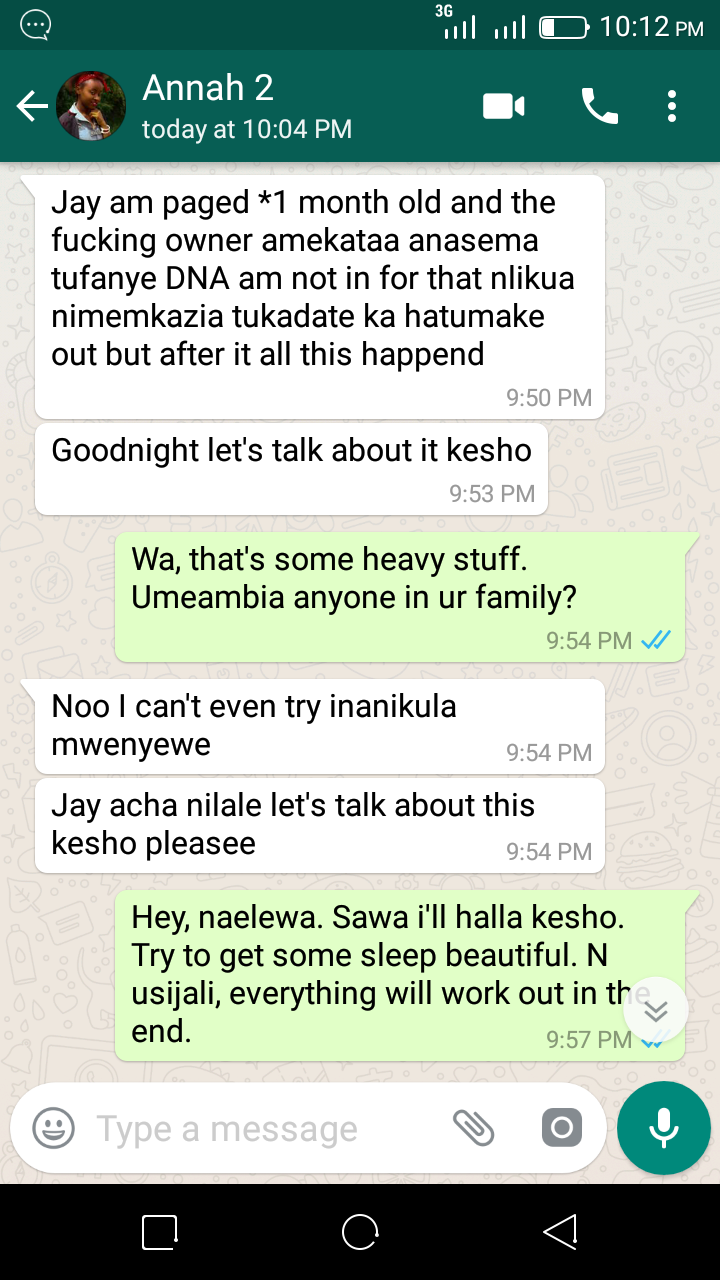 3G
10:12 PM
Annah 2
today at 10:04 PM
Jay am paged *1 month old and the
fucking owner amekataa anasema
tufanye DNA am not in for that nlikua
nimemkazia tukadate ka hatumake
out but after it all this happend
9:50 PM
Goodnight let's talk about it kesho
9:53 PM
Wa, that's some heavy stuff.
Umeambia anyone in ur family?
9:54 PM
Noo I can't even try inanikula
mwenyewe
9:54 PM
Jay acha nilale let's talk about this
kesho pleasee
9:54 PM
Hey, naelewa. Sawa i'll halla kesho.
Try to get some sleep beautiful. N
usijali, everything will work out in the
end.
9:57 PM
Type a message